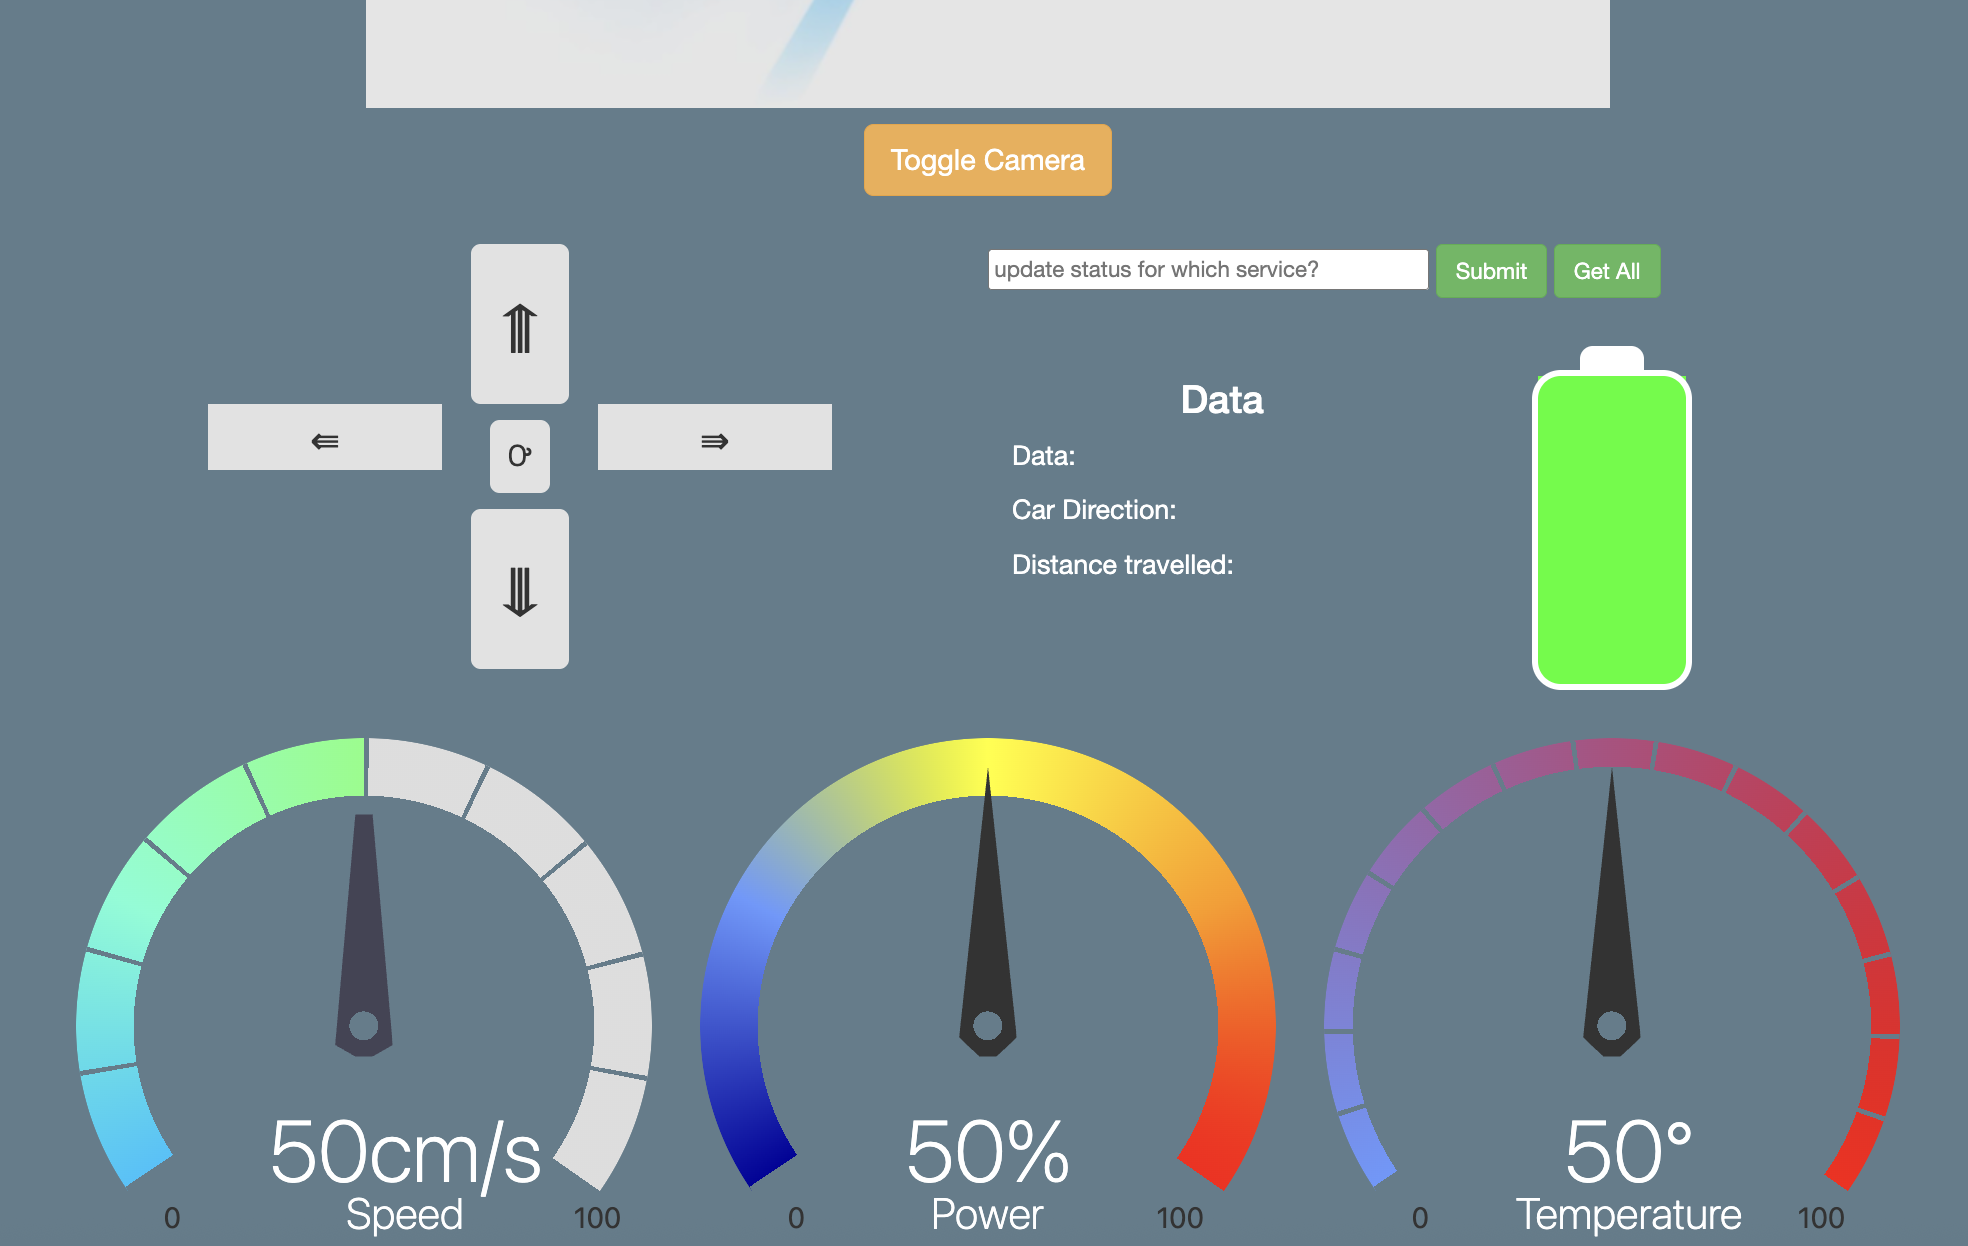 Toggle Camera
update status for which service? Submit Get All
⤊
⇚ ⇛
Data
Data:
Car Direction:
Distance travelled:
⤋
50cm/s 50% 50°
0 Speed 100 0 Power 100 0 Temperature 100